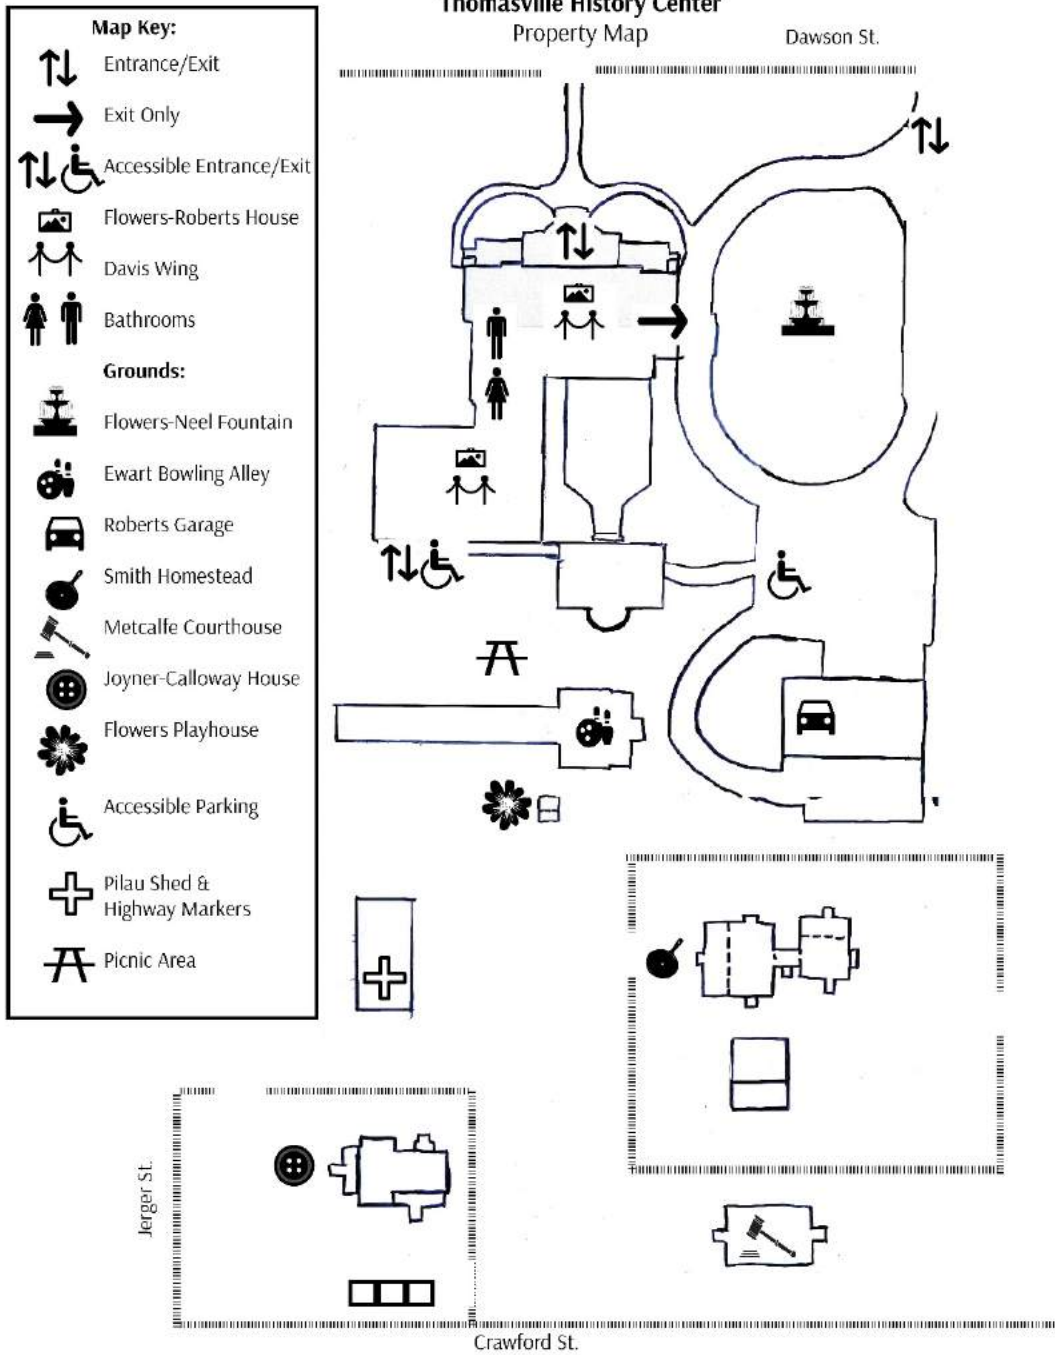 Thomasville History Center
Property Map
Dawson St.
Map Key:
Entrance/Exit
Exit Only
Accessible Entrance/Exit
Flowers-Roberts House
Davis Wing
Bathrooms
Grounds:
Flowers-Neel Fountain
Ewart Bowling Alley
Roberts Garage
Smith Homestead
Metcalfe Courthouse
Joyner-Calloway House
Flowers Playhouse
Accessible Parking
Pilau Shed &
Highway Markers
Picnic Area
Jerger St.
Crawford St.